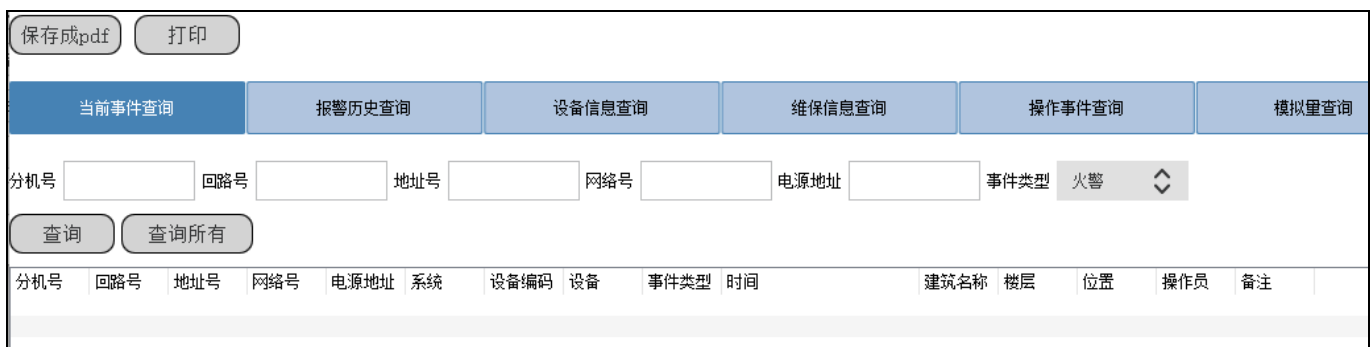 保存成pdf 打印
当前事件查询 报警历史查询 设备信息查询 维保信息查询 操作事件查询 模拟量查询
分机号 回路号 地址号 网络号 电源地址 事件类型 火警
查询 查询所有
分机号 回路号 地址号 网络号 电源地址 系统 设备编码 设备 事件类型 时间 建筑名称 楼层 位置 操作员 备注